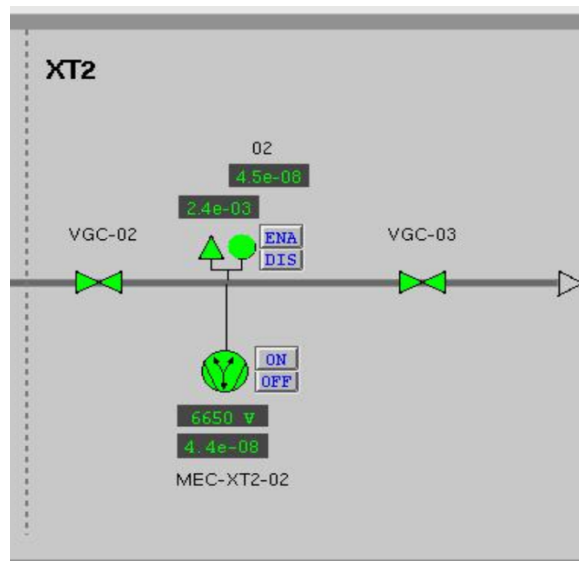 XT2
02
4.5e-08
2.4e-03
VGC-02
ENA
VGC-03
DIS
ON
OFF
6650 V
4.4e-08
MEC-XT2-02